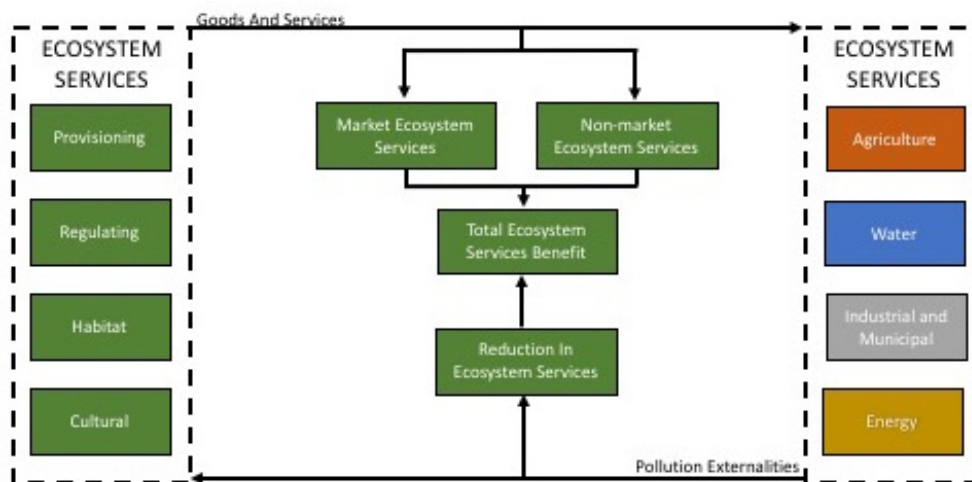 Goods And Services
ECOSYSTEM
SERVICES
Provisioning
Regulating
Habitat
Cultural
Market Ecosystem
Services
Non-market
Ecosystem Services
Total Ecosystem
Services Benefit
Reduction In
Ecosystem Services
Pollution Externalities
ECOSYSTEM
SERVICES
Agriculture
Water
Industrial and
Municipal
Energy